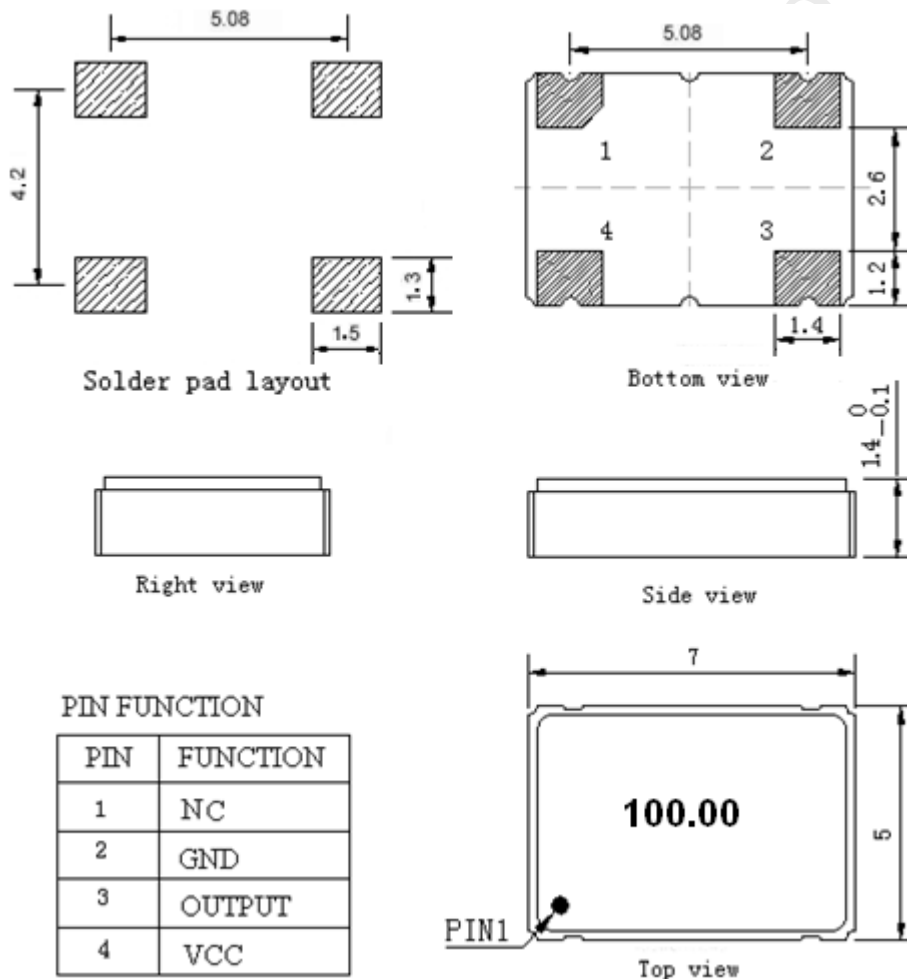 5.08
4.2
1.3
1.5
Solder pad layout
5.08
1 2
4 3
2.6
1.2
1.4
Bottom view
Right view
0
1.4 -0.1
Side view
PIN FUNCTION
PIN FUNCTION
1 NC
2 GND
3 OUTPUT
4 VCC
7
100.00
5
PIN1
Top view